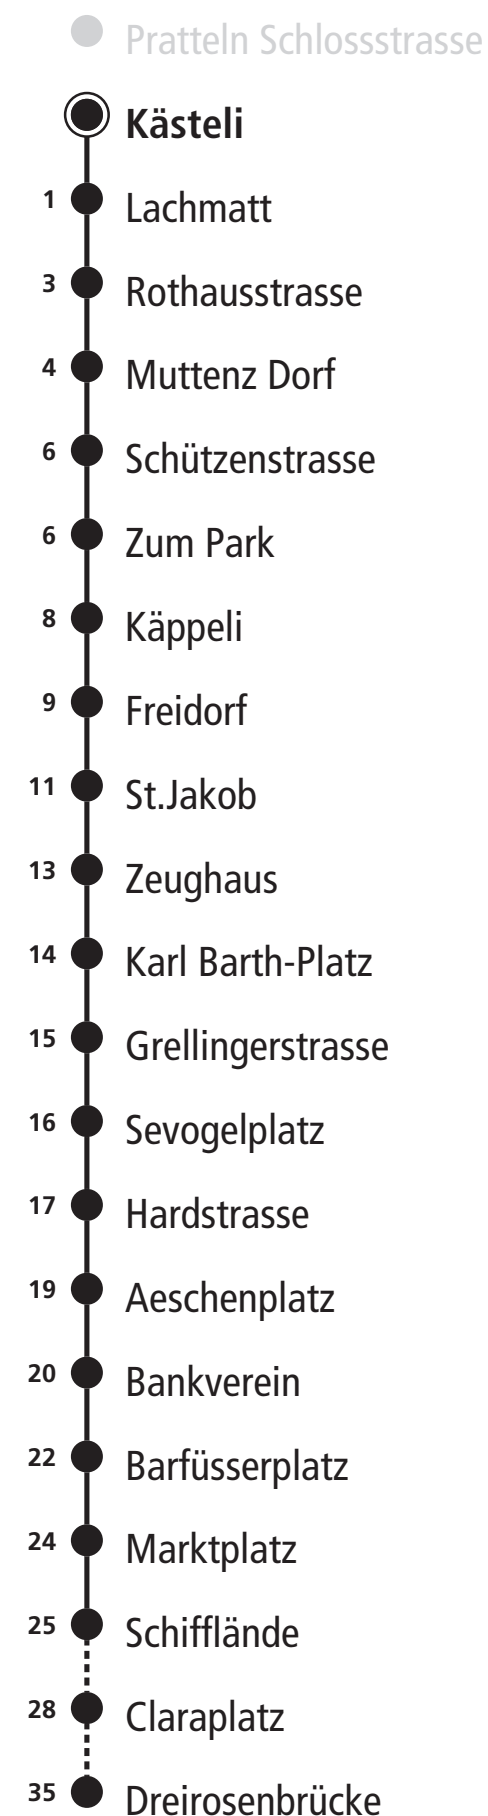 Pratteln Schlossstrasse
Kästeli
1 Lachmatt
3 Rothausstrasse
4 Muttenz Dorf
6 Schützenstrasse
6 Zum Park
8 Käppeli
9 Freidorf
11 St.Jakob
13 Zeughaus
14 Karl Barth-Platz
15 Grellingerstrasse
16 Sevogelplatz
17 Hardstrasse
19 Aeschenplatz
20 Bankverein
22 Barfüsserplatz
24 Marktplatz
25 Schifflände
28 Claraplatz
35 Dreirosenbrücke